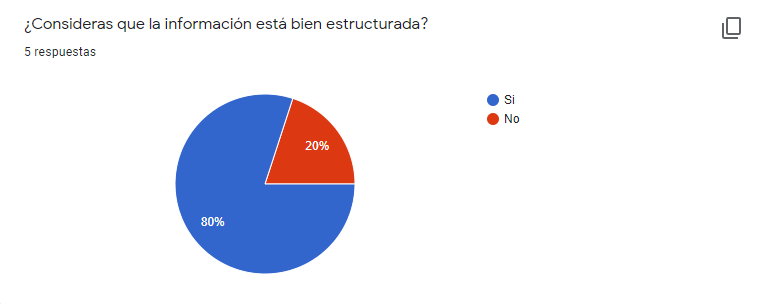 ¿Consideras que la información está bien estructurada?
5 respuestas
Si
No
20%
80%